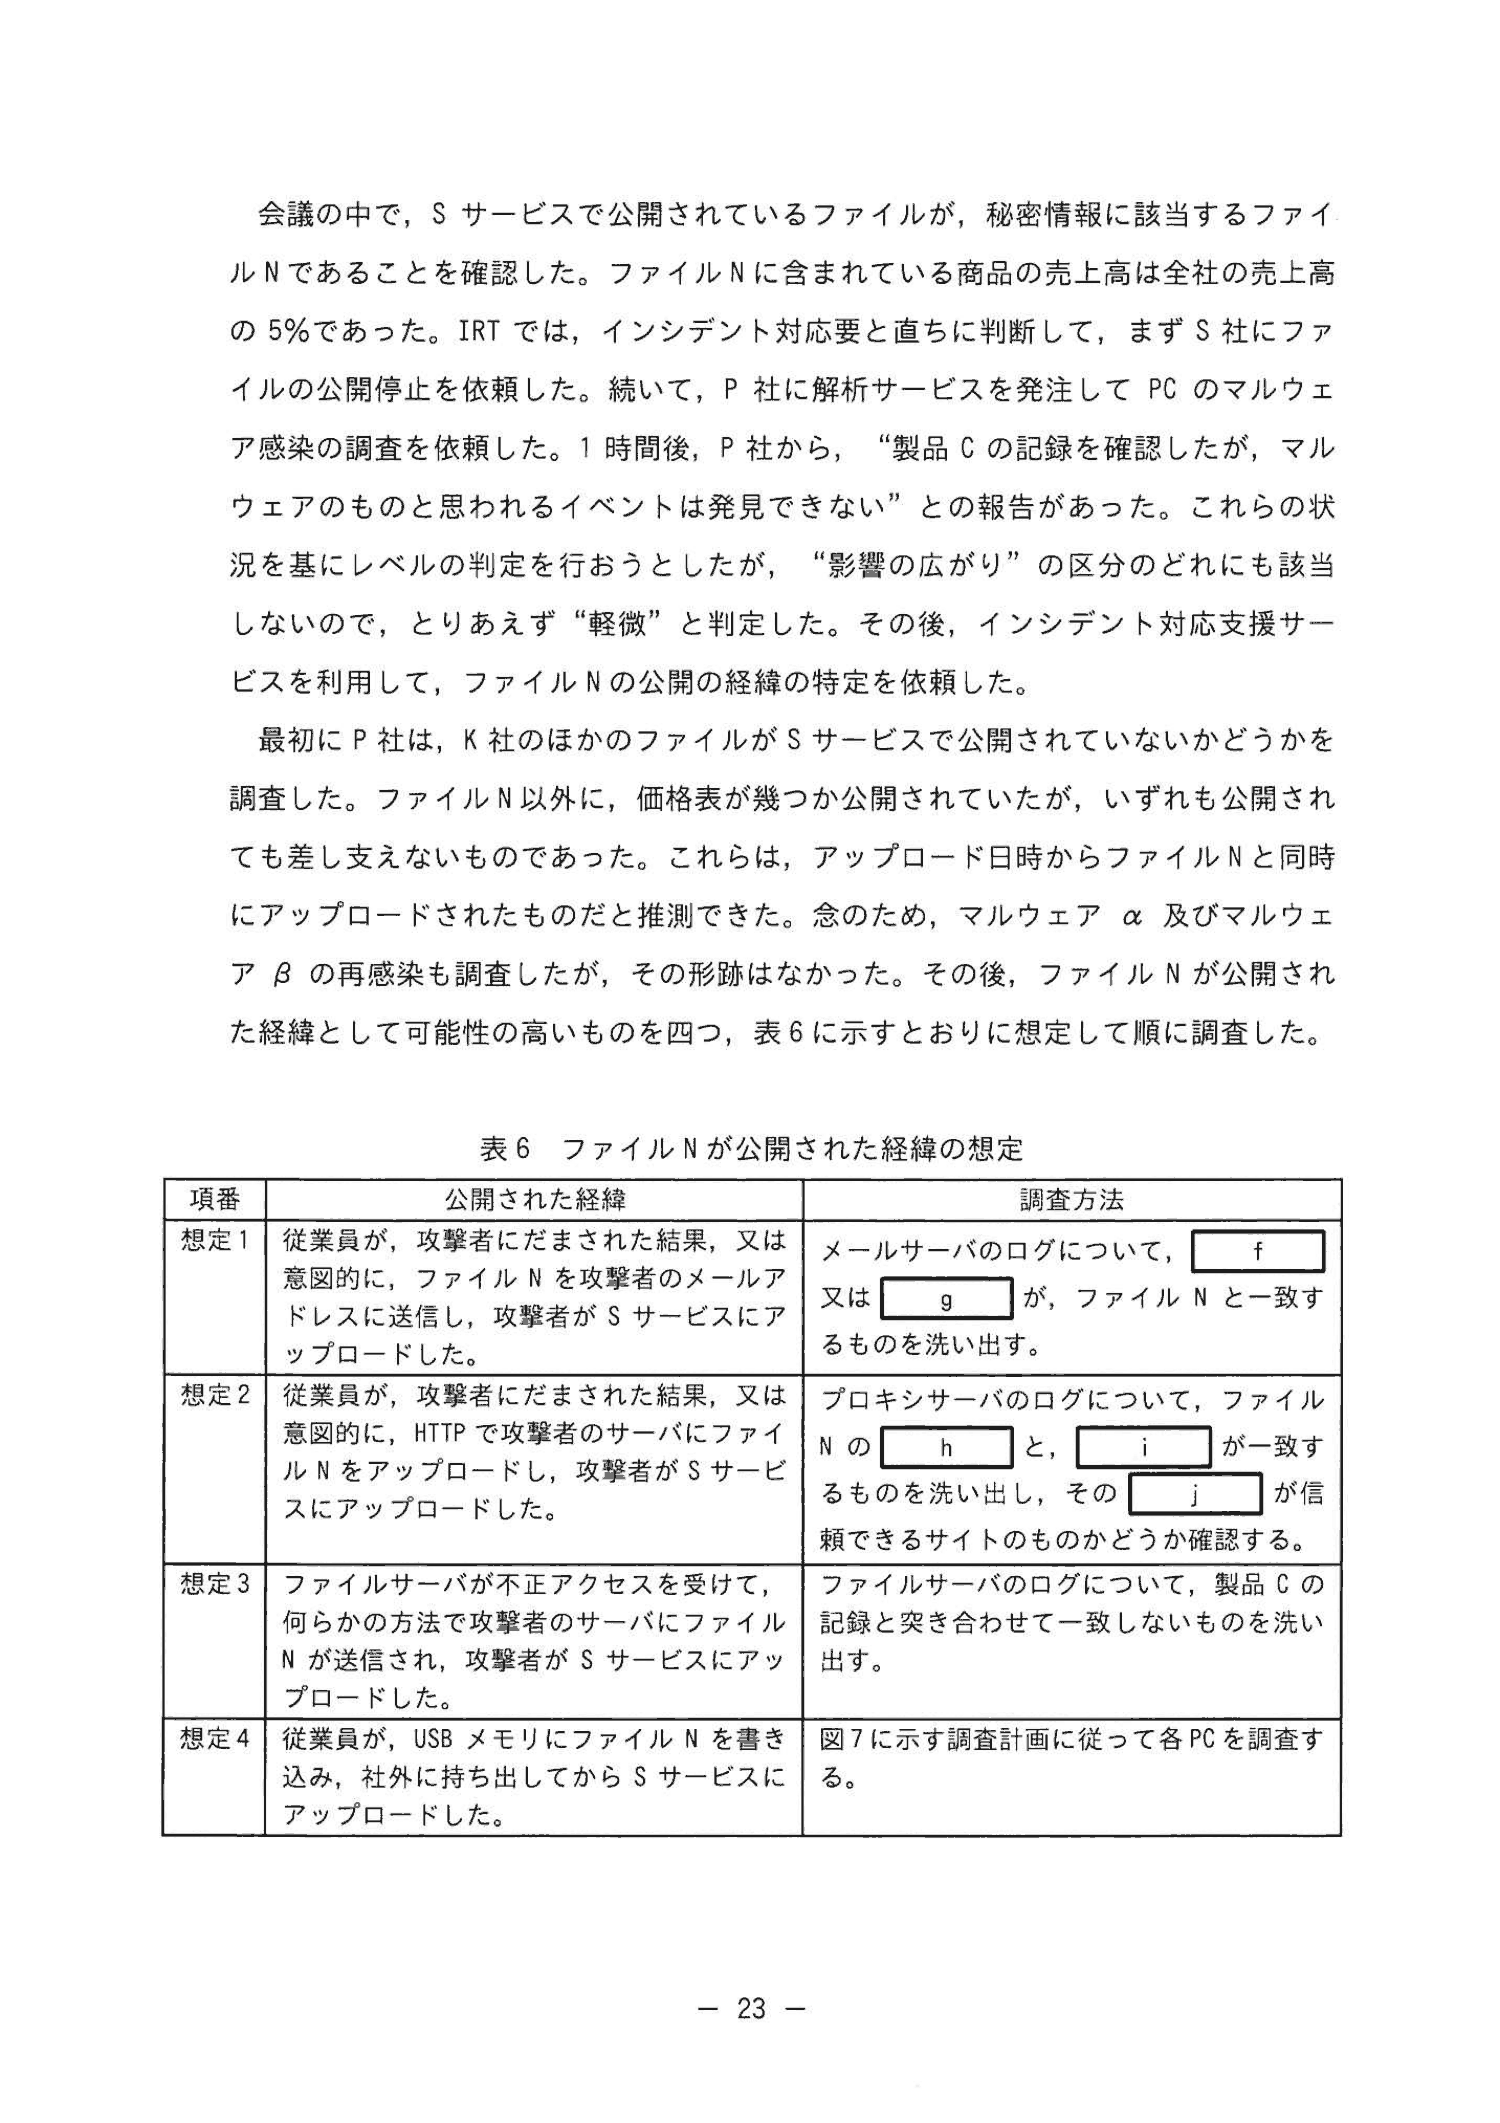 会議の中で，S サービスで公開されているファイルが，秘密情報に該当するファイ
ル N であることを確認した。ファイル N に含まれている商品の売上高は全社の売上高
の 5%であった。IRT では，インシデント対応要と直ちに判断して，まず S 社にファ
イルの公開停止を依頼した。続いて，P 社に解析サービスを発注して PC のマルウェ
ア感染の調査を依頼した。1 時間後，P 社から，“製品 C の記録を確認したが，マル
ウェアのものと思われるイベントは発見できない”との報告があった。これらの状
況を基にレベルの判定を行おうとしたが，“影響の広がり”の区分のどれにも該当
しないので，とりあえず“軽微”と判定した。その後，インシデント対応支援サー
ビスを利用して，ファイル N の公開の経緯の特定を依頼した。
最初に P 社は，K 社のほかのファイルが S サービスで公開されていないかどうかを
調査した。ファイル N 以外に，価格表が幾つか公開されていたが，いずれも公開され
ても差し支えないものであった。これらは，アップロード日時からファイル N と同時
にアップロードされたものだと推測できた。念のため，マルウェア α 及びマルウェ
ア β の再感染も調査したが，その形跡はなかった。その後，ファイル N が公開され
た経緯として可能性の高いものを四つ，表 6 に示すとおりに想定して順に調査した。
表 6　ファイル N が公開された経緯の想定
項番 公開された経緯 調査方法
想定 1
従業員が，攻撃者にだまされた結果，又は
意図的に，ファイル N を攻撃者のメールア
ドレスに送信し，攻撃者が S サービスにア
ップロードした。
メールサーバのログについて， f
又は g が，ファイル N と一致す
るものを洗い出す。
想定 2
従業員が，攻撃者にだまされた結果，又は
意図的に，HTTP で攻撃者のサーバにファイ
ル N をアップロードし，攻撃者が S サービ
スにアップロードした。
プロキシサーバのログについて，ファイル
N の h と， i が一致す
るものを洗い出し，その j が信
頼できるサイトのものかどうか確認する。
想定 3
ファイルサーバが不正アクセスを受けて，
何らかの方法で攻撃者のサーバにファイル
N が送信され，攻撃者が S サービスにアッ
プロードした。
ファイルサーバのログについて，製品 C の
記録と突き合わせて一致しないものを洗い
出す。
想定 4
従業員が，USB メモリにファイル N を書き
込み，社外に持ち出してから S サービスに
アップロードした。
図 7 に示す調査計画に従って各 PC を調査す
る。
－ 23 －